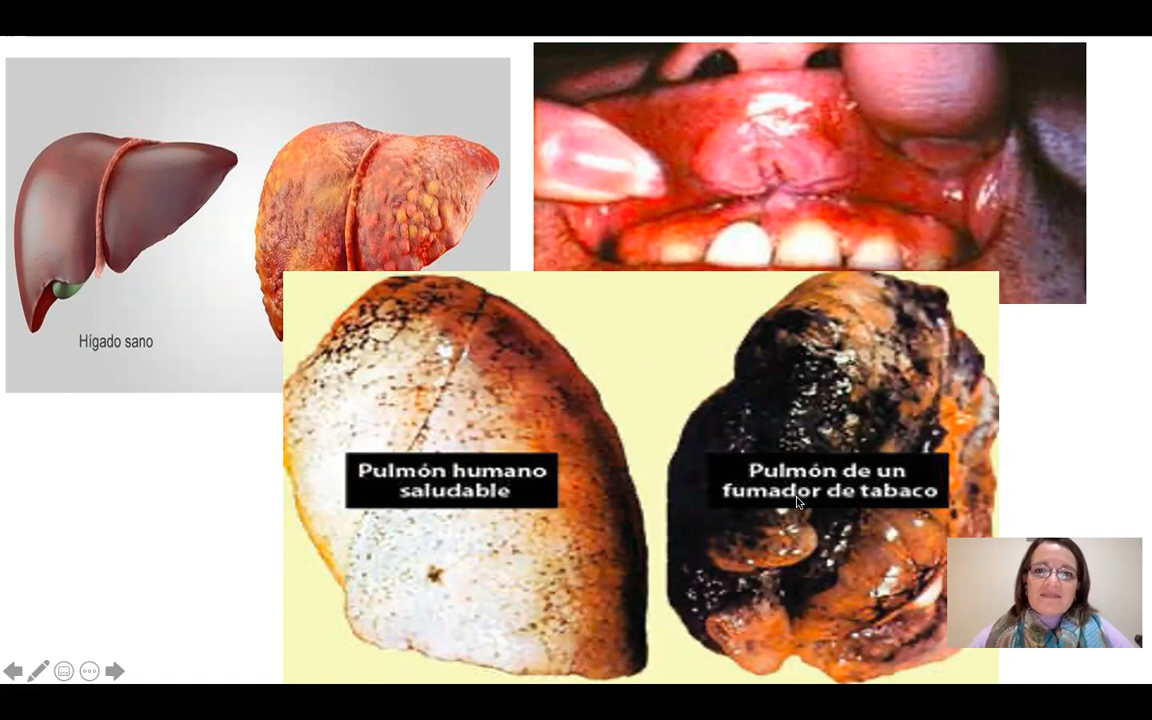 Hígado sano
Pulmón humano
saludable
Pulmón de un
fumador de tabaco